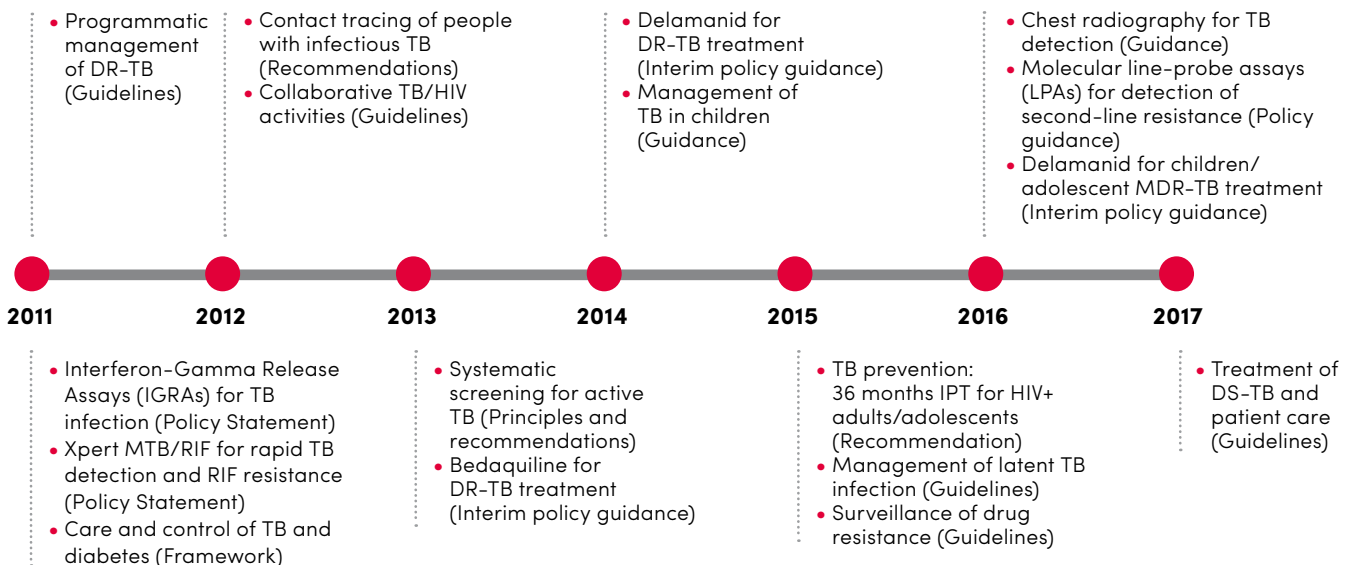 Programmatic
management
of DR-TB
(Guidelines)
Contact tracing of people
with infectious TB
(Recommendations)
Collaborative TB/HIV
activities (Guidelines)
Delamanid for
DR-TB treatment
(Interim policy guidance)
Management of
TB in children
(Guidance)
Chest radiography for TB
detection (Guidance)
Molecular line-probe assays
(LPAs) for detection of
second-line resistance (Policy
guidance)
Delamanid for children/
adolescent MDR-TB treatment
(Interim policy guidance)
2011
2012
2013
2014
2015
2016
2017
Interferon-Gamma Release
Assays (IGRAs) for TB
infection (Policy Statement)
Xpert MTB/RIF for rapid TB
detection and RIF resistance
(Policy Statement)
Care and control of TB and
diabetes (Framework)
Systematic
screening for active
TB (Principles and
recommendations)
Bedaquiline for
DR-TB treatment
(Interim policy guidance)
TB prevention:
36 months IPT for HIV+
adults/adolescents
(Recommendation)
Management of latent TB
infection (Guidelines)
Surveillance of drug
resistance (Guidelines)
Treatment of
DS-TB and
patient care
(Guidelines)